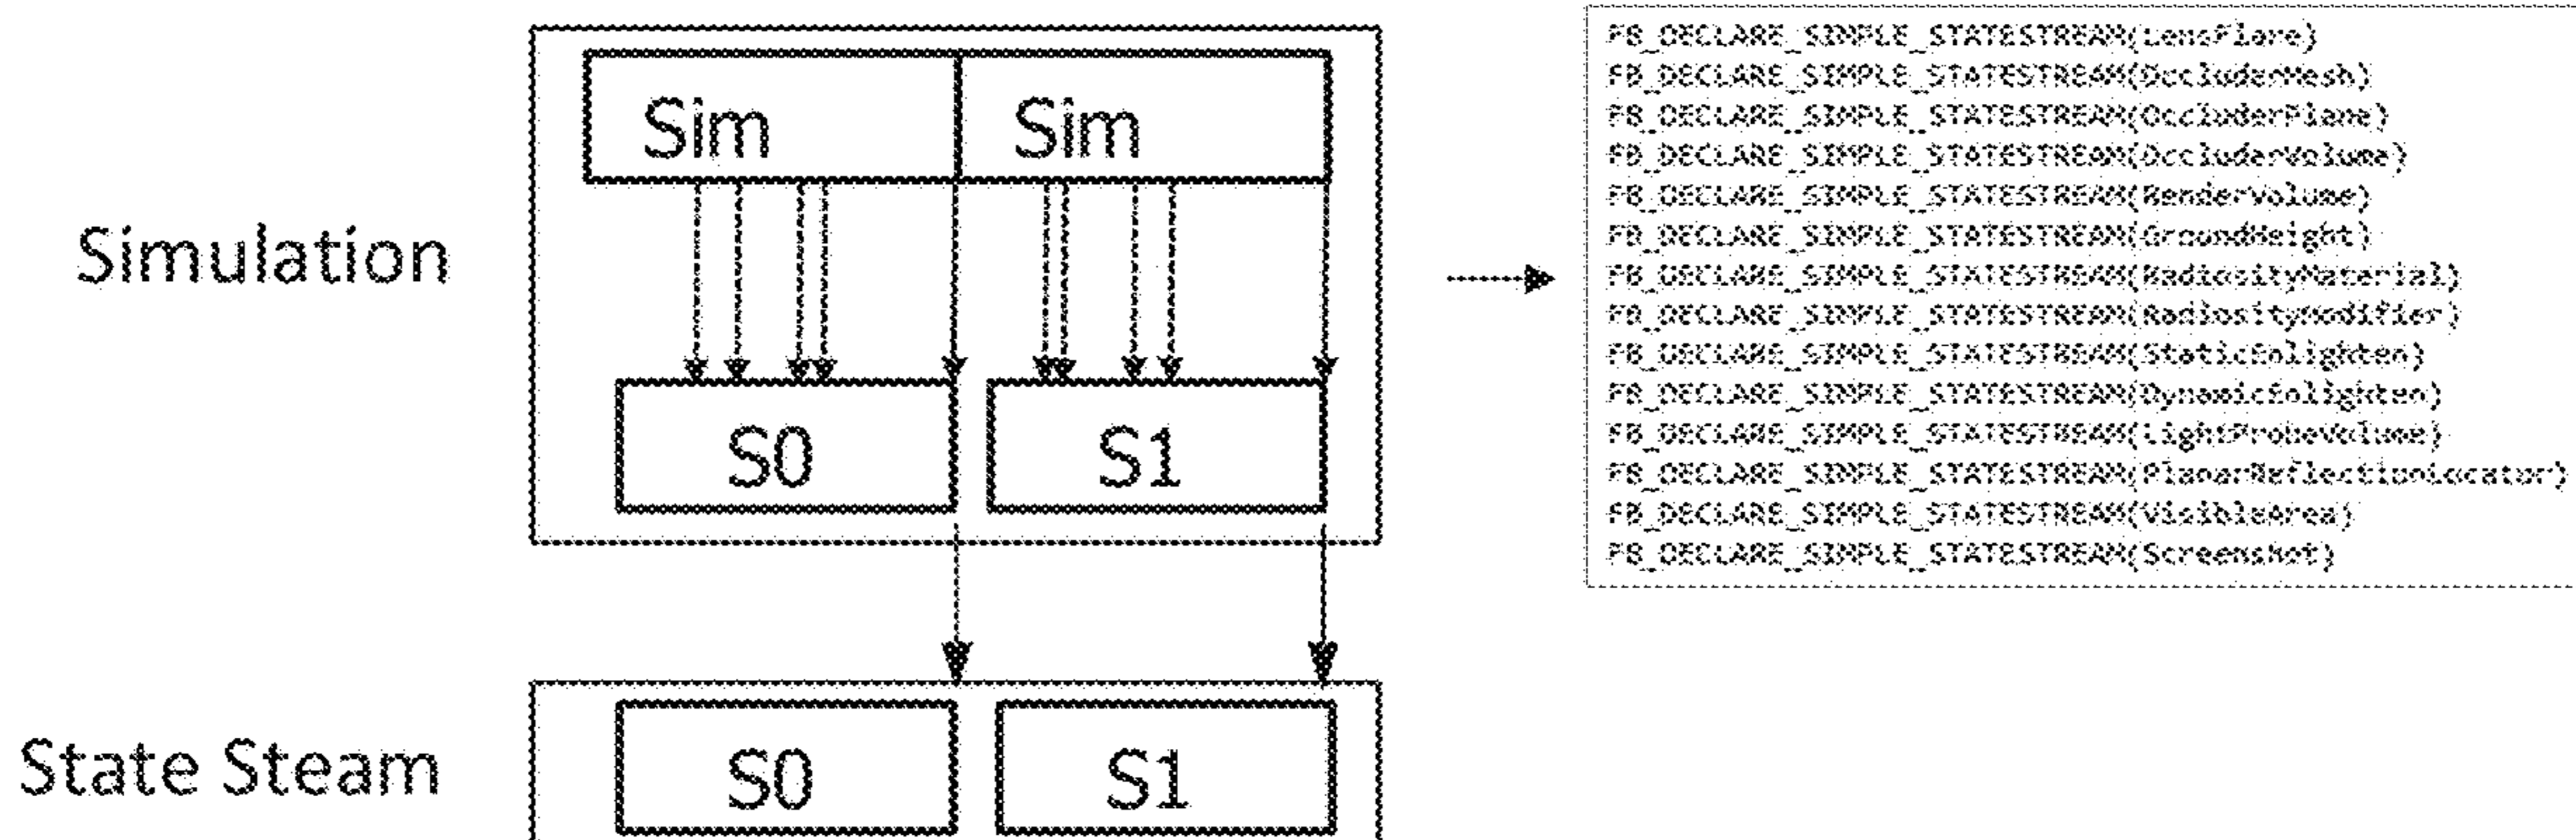 Sim Sim
Simulation
S0 S1
State Steam
S0 S1
FB_DECLARE_SIMPLE_STATESTREAM(LensFlare)
FB_DECLARE_SIMPLE_STATESTREAM(OccluderMesh)
FB_DECLARE_SIMPLE_STATESTREAM(OccluderPlane)
FB_DECLARE_SIMPLE_STATESTREAM(OccluderVolume)
FB_DECLARE_SIMPLE_STATESTREAM(RenderVolume)
FB_DECLARE_SIMPLE_STATESTREAM(GroundHeight)
FB_DECLARE_SIMPLE_STATESTREAM(RadiosityMaterial)
FB_DECLARE_SIMPLE_STATESTREAM(RadiosityModifier)
FB_DECLARE_SIMPLE_STATESTREAM(StaticEnlighten)
FB_DECLARE_SIMPLE_STATESTREAM(DynamicEnlighten)
FB_DECLARE_SIMPLE_STATESTREAM(LightProbeVolume)
FB_DECLARE_SIMPLE_STATESTREAM(PlanarReflectionLocator)
FB_DECLARE_SIMPLE_STATESTREAM(VisibleArea)
FB_DECLARE_SIMPLE_STATESTREAM(Screenshot)